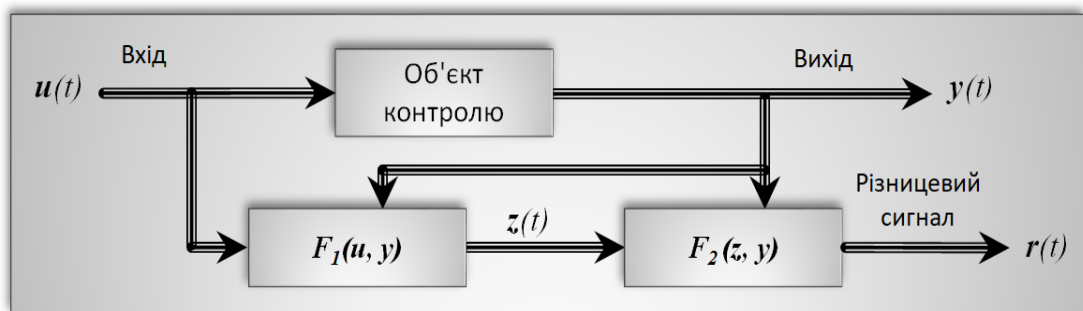 Вхід
u(t)
Об'єкт
контролю
Вихід
y(t)
F₁(u, y)
z(t)
F₂(z, y)
Різницевий
сигнал
r(t)